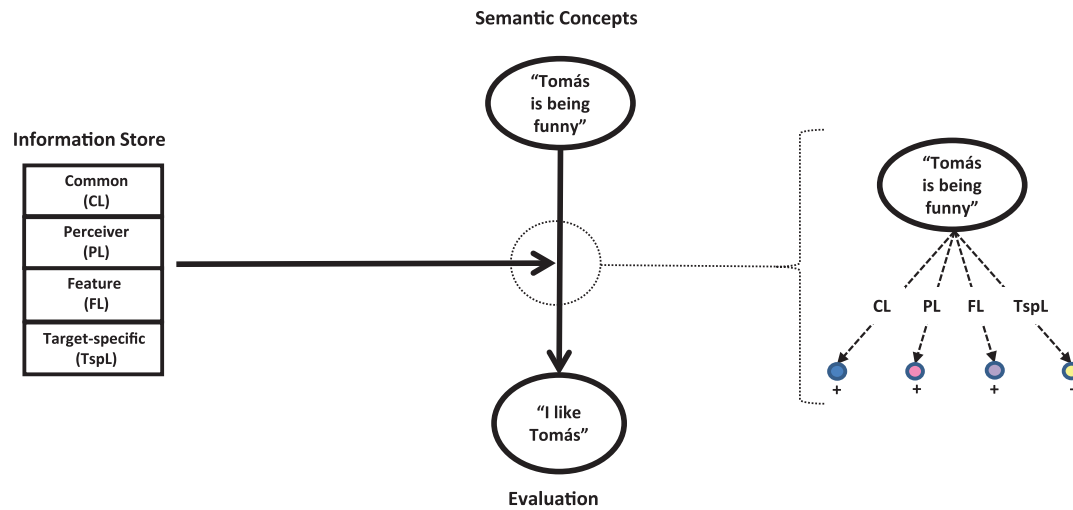 Semantic Concepts
“Tomás
is being
funny”
Information Store
Common
(CL)
Perceiver
(PL)
Feature
(FL)
Target-specific
(TspL)
“Tomás
is being
funny”
CL PL FL TspL
+ + + -
“I like
Tomás”
Evaluation